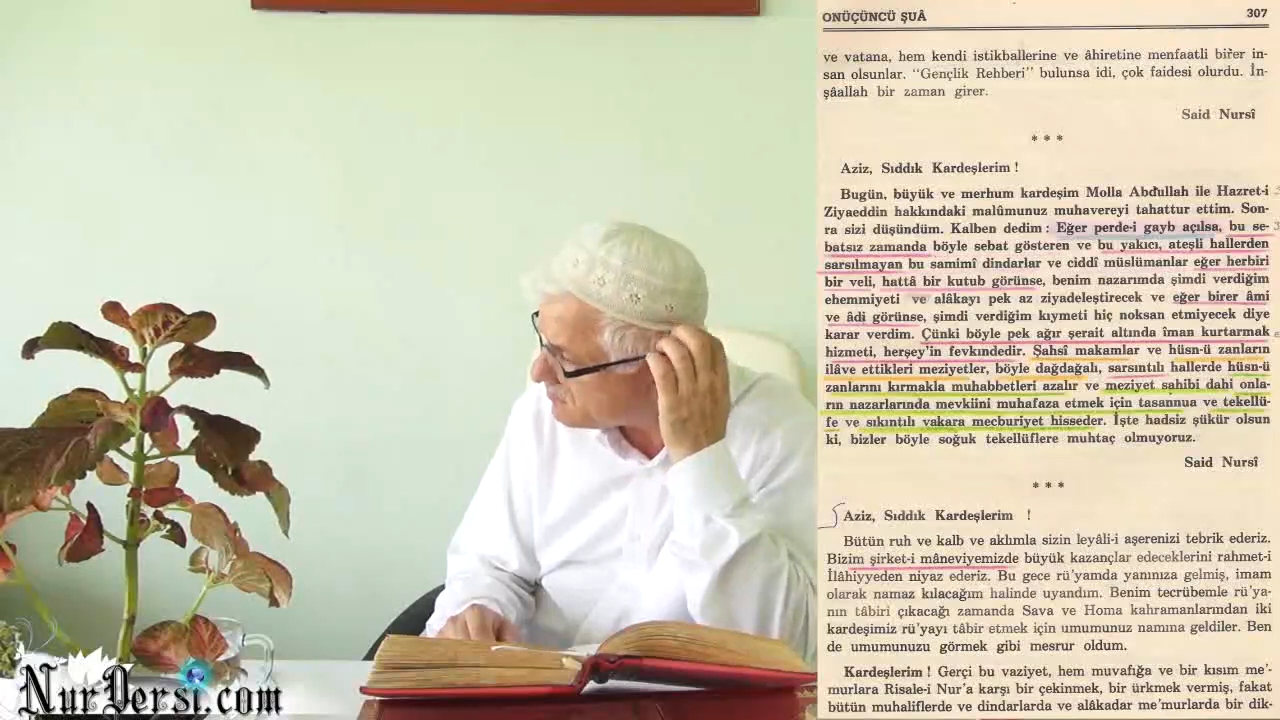 ONÜÇÜNCÜ ŞUÂ 307
ve vatana, hem kendi istikballerine ve âhiretine menfaatli birer in-
san olsunlar. “Gençlik Rehberi” bulunsa idi, çok faidesi olurdu. İn-
şâallah bir zaman girer.
Said Nursî
* * *
Aziz, Sıddık Kardeşlerim !
Bugün, büyük ve merhum kardeşim Molla Abdullah ile Hazret-i
Ziyaeddin hakkındaki malûmunuz muhavereyi tahattur ettim. Son-
ra sizi düşündüm. Kalben dedim : Eğer perde-i gayb açılsa, bu se-
batsız zamanda böyle sebat gösteren ve bu yakıcı, ateşli hallerden
sarsılmayan bu samimî dindarlar ve ciddî müslümanlar eğer herbiri
bir veli, hattâ bir kutub görünse, benim nazarımda şimdi verdiğim
ehemmiyeti ve alâkayı pek az ziyadeleştirecek ve eğer birer âmi
ve âdi görünse, şimdi verdiğim kıymeti hiç noksan etmiyecek diye
karar verdim. Çünki böyle pek ağır şerait altında îman kurtarmak
hizmeti, herşey'in fevkındedir. Şahsî makamlar ve hüsn-ü zanların
ilâve ettikleri meziyetler, böyle dağdağalı, sarsıntılı hallerde hüsn-ü
zanlarını kırmakla muhabbetleri azalır ve meziyet sahibi dahi onla-
rın nazarlarında mevkiini muhafaza etmek için tasannua ve tekellü-
fe ve sıkıntılı vakara mecburiyet hisseder. İşte hadsiz şükür olsun
ki, bizler böyle soğuk tekellüflere muhtaç olmuyoruz.
Said Nursî
* * *
Aziz, Sıddık Kardeşlerim !
Bütün ruh ve kalb ve aklımla sizin leyâli-i aşerenizi tebrik ederiz.
Bizim şirket-i mâneviyemizde büyük kazançlar edeceklerini rahmet-i
İlâhiyyeden niyaz ederiz. Bu gece rü'yamda yanınıza gelmiş, imam
olarak namaz kılacağım halinde uyandım. Benim tecrübemle rü'ya-
nın tâbiri çıkacağı zamanda Sava ve Homa kahramanlarından iki
kardeşimiz rü'yayı tâbir etmek için umumunuz namına geldiler. Ben
de umumunuzu görmek gibi mesrur oldum.
Kardeşlerim ! Gerçi bu vaziyet, hem muvafığa ve bir kısım me'-
murlara Risale-i Nur'a karşı bir çekinmek, bir ürkmek vermiş, fakat
bütün muhaliflerde ve dindarlarda ve alâkadar me'murlarda bir dik-
NurDersi.com